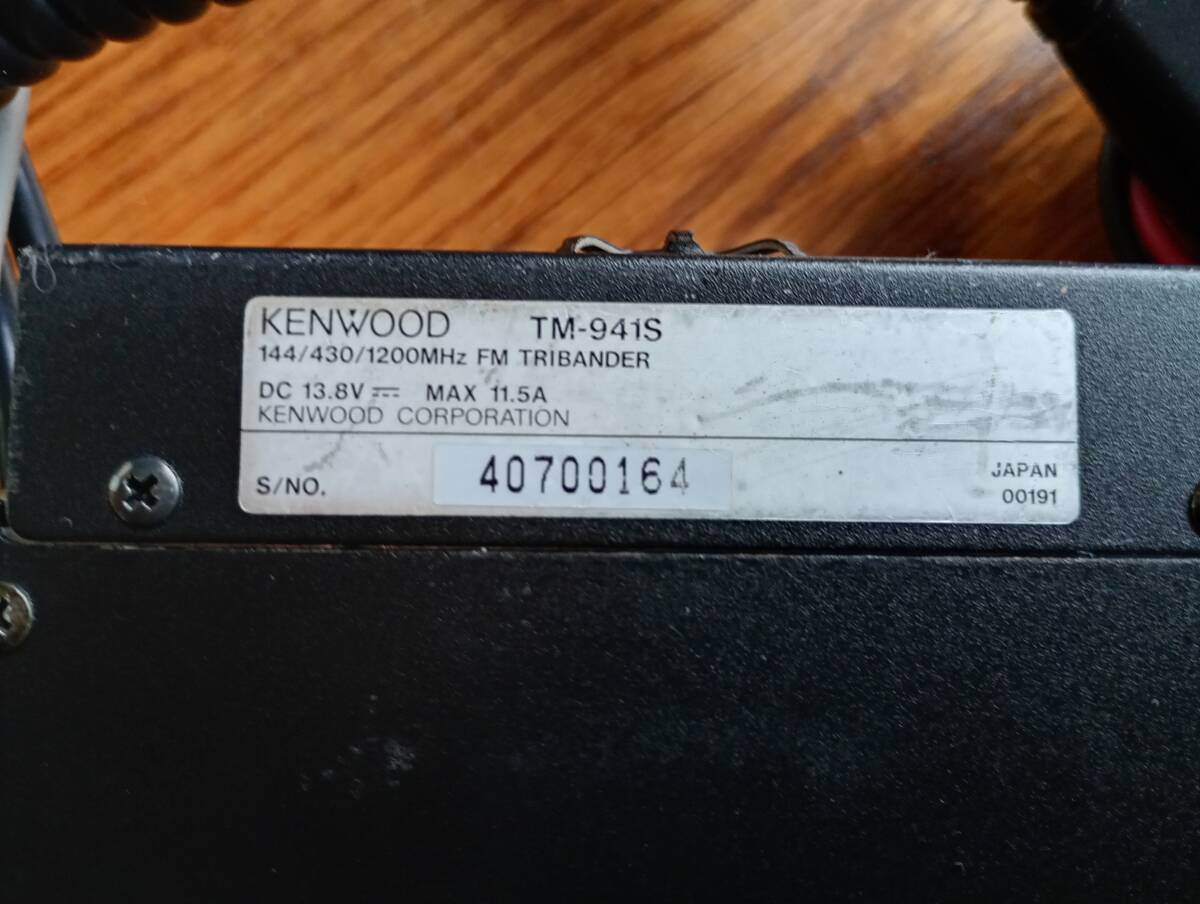 KENWOOD TM-941S
144/430/1200MHz FM TRIBANDER
DC 13.8V ⎓ MAX 11.5A
KENWOOD CORPORATION
S/NO. 40700164
JAPAN
00191